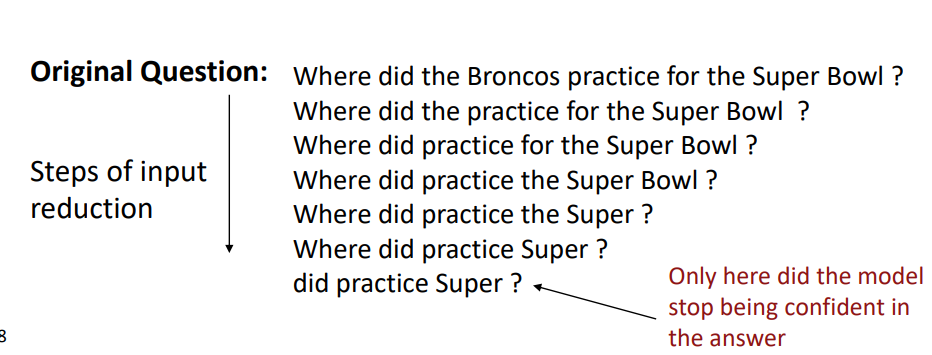 Original Question:
Where did the Broncos practice for the Super Bowl ?
Where did the practice for the Super Bowl ?
Where did practice for the Super Bowl ?
Where did practice the Super Bowl ?
Where did practice the Super ?
Where did practice Super ?
did practice Super ?
Steps of input
reduction
Only here did the model
stop being confident in
the answer
8